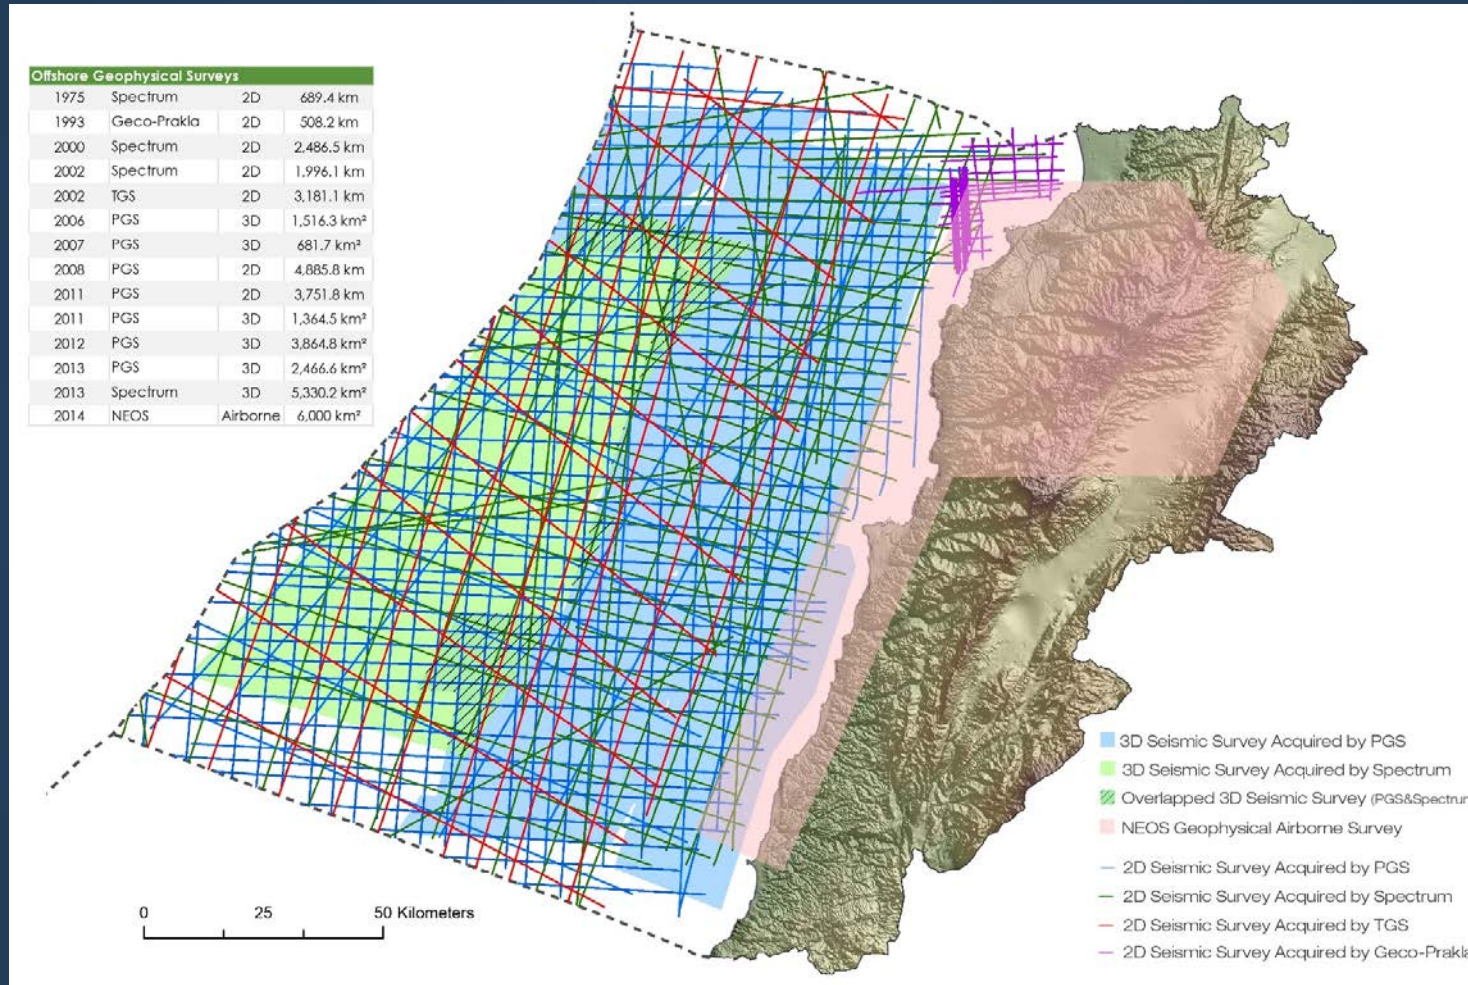 Offshore Geophysical Surveys
1975 Spectrum 2D 689.4 km
1993 Geco-Prakla 2D 508.2 km
2000 Spectrum 2D 2,486.5 km
2002 Spectrum 2D 1,996.1 km
2002 TGS 2D 3,181.1 km
2006 PGS 3D 1,516.3 km²
2007 PGS 3D 681.7 km²
2008 PGS 2D 4,885.8 km
2011 PGS 2D 3,751.8 km
2011 PGS 3D 1,364.5 km²
2012 PGS 3D 3,864.8 km²
2013 PGS 3D 2,466.6 km²
2013 Spectrum 3D 5,330.2 km²
2014 NEOS Airborne 6,000 km²
3D Seismic Survey Acquired by PGS
3D Seismic Survey Acquired by Spectrum
Overlapped 3D Seismic Survey (PGS&Spectrum
NEOS Geophysical Airborne Survey
2D Seismic Survey Acquired by PGS
2D Seismic Survey Acquired by Spectrum
2D Seismic Survey Acquired by TGS
2D Seismic Survey Acquired by Geco-Prakla
0 25 50 Kilometers